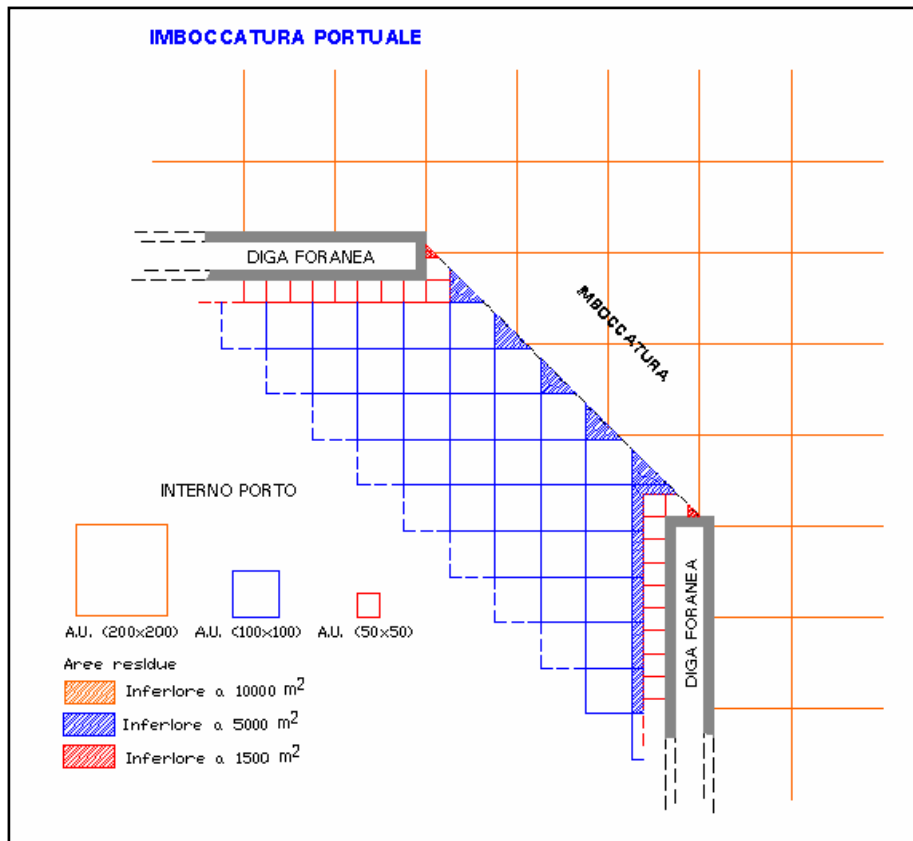 IMBOCCATURA PORTUALE
DIGA FORANEA
IMBOCCATURA
INTERNO PORTO
DIGA FORANEA
A.U. (200x200) A.U. (100x100) A.U. (50x50)
Aree residue
Inferiore a 10000 m²
Inferiore a 5000 m²
Inferiore a 1500 m²